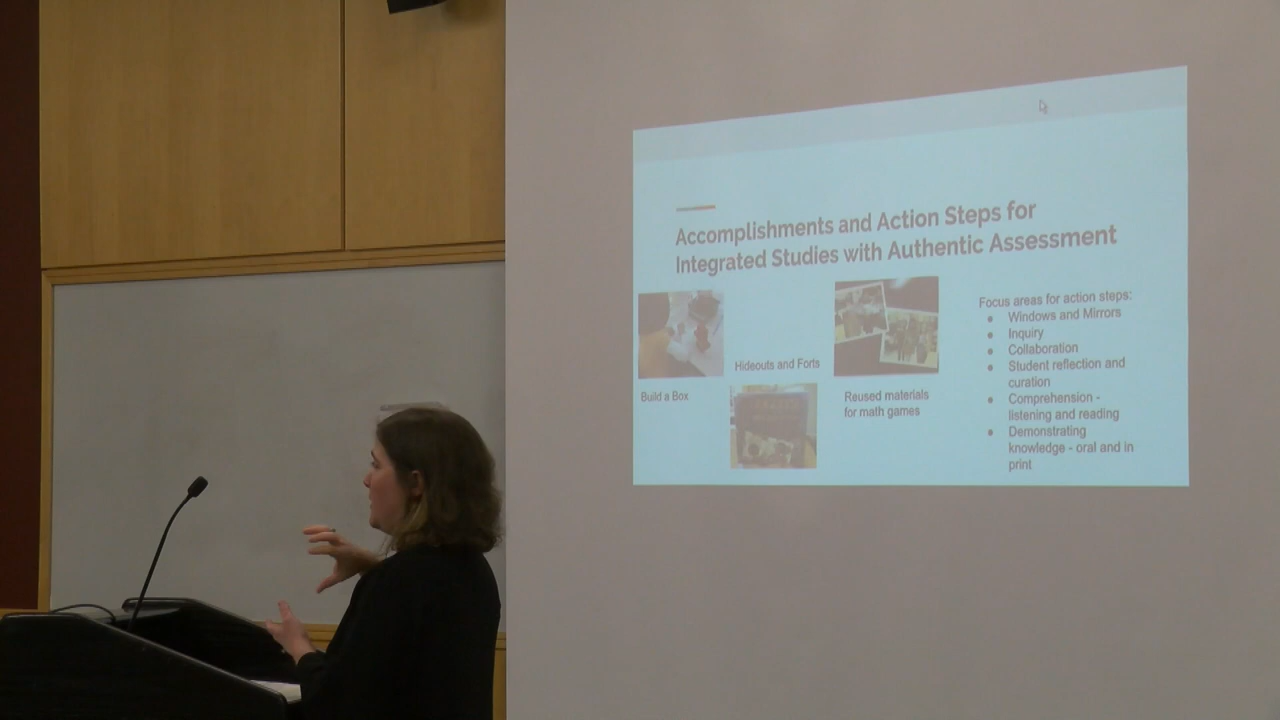 Accomplishments and Action Steps for
Integrated Studies with Authentic Assessment
Build a Box
Hideouts and Forts
Reused materials
for math games
Focus areas for action steps:
● Windows and Mirrors
● Inquiry
● Collaboration
● Student reflection and
curation
● Comprehension -
listening and reading
● Demonstrating
knowledge - oral and in
print